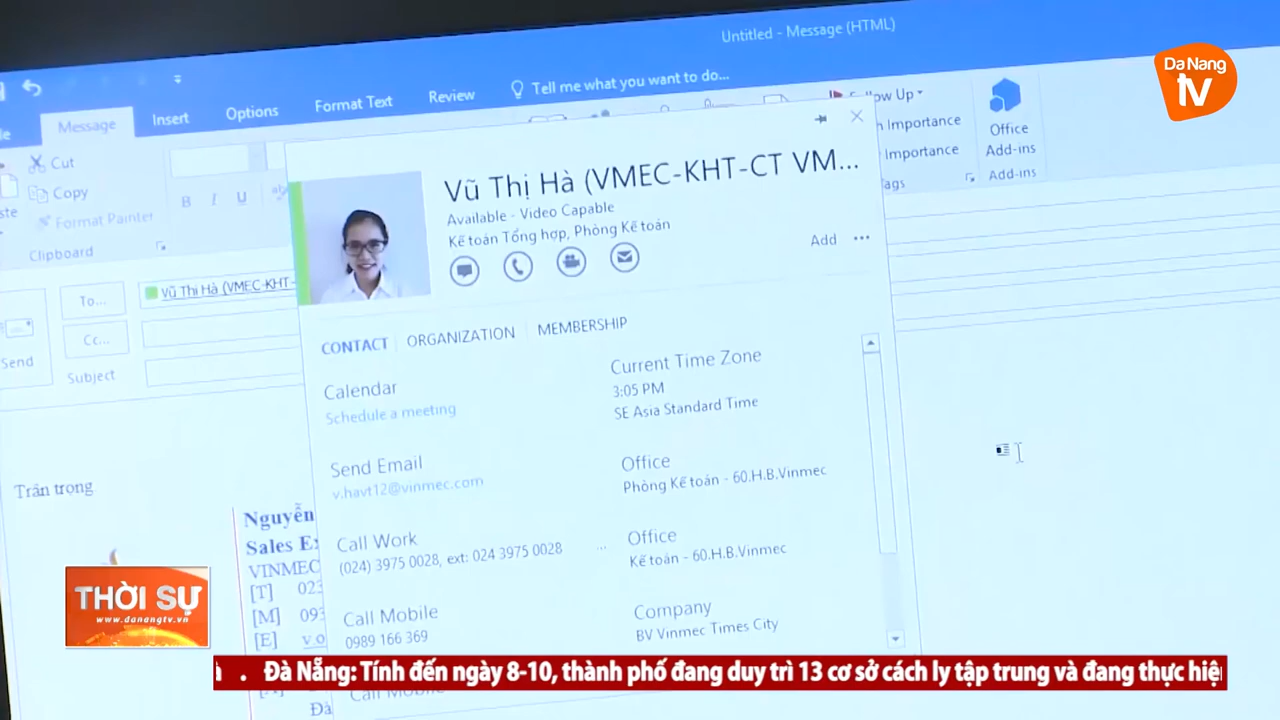 Untitled - Message (HTML)
Da Nang
tv
Message
Insert
Options
Format Text
Review
Tell me what you want to do...
Cut
Copy
Format Painter
Clipboard
B I U
Importance
Importance
Office
Add-ins
Add-ins
Vũ Thị Hà (VMEC-KHT-CT VM...
Available - Video Capable
Kế toán Tổng hợp, Phòng Kế toán
Add ...
To...
Vũ Thị Hà (VMEC-KHT-
Cc...
Send
Subject
CONTACT
ORGANIZATION
MEMBERSHIP
Calendar
Schedule a meeting
Current Time Zone
3:05 PM
SE Asia Standard Time
Send Email
v.havt12@vinmec.com
Office
Phòng Kế toán - 60.H.B.Vinmec
Call Work
(024) 3975 0028, ext: 024 3975 0028
...
Office
Kế toán - 60.H.B.Vinmec
Call Mobile
0989 166 369
Company
BV Vinmec Times City
Trân trọng
Nguyễn
Sales
VINMEC
[T] 023
[M] 093
[E]
THỜI SỰ
www.danangtv.vn
. Đà Nẵng: Tính đến ngày 8-10, thành phố đang duy trì 13 cơ sở cách ly tập trung và đang thực hiện
Call Mobile
Đà